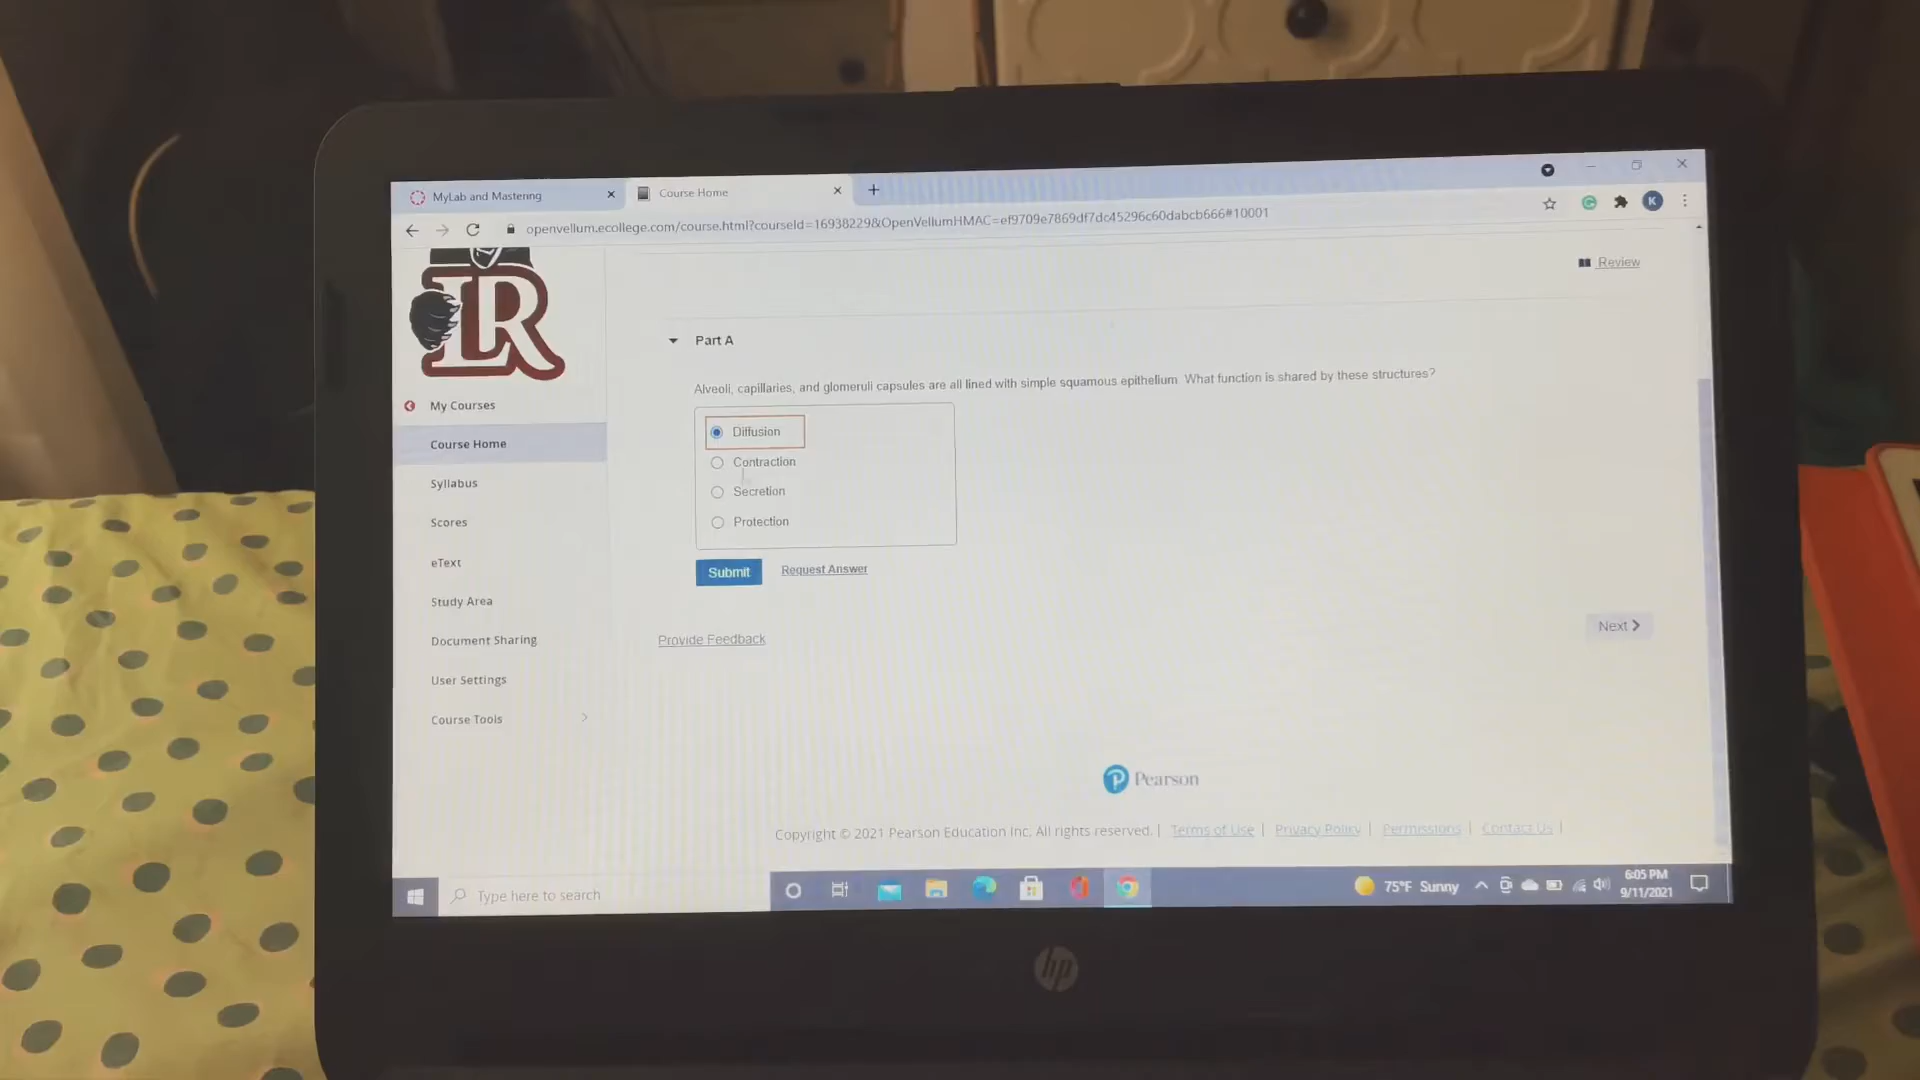 MyLab and Mastering
Course Home
openvellum.ecollege.com/course.html?courseId=16938229&OpenVellumHMAC=ef9709e7869df7dc45296c60dabcb666#10001
K
LR
Review
Part A
Alveoli, capillaries, and glomeruli capsules are all lined with simple squamous epithelium. What function is shared by these structures?
Diffusion
Contraction
Secretion
Protection
Submit
Request Answer
Provide Feedback
Next
My Courses
Course Home
Syllabus
Scores
eText
Study Area
Document Sharing
User Settings
Course Tools
P Pearson
Copyright © 2021 Pearson Education Inc. All rights reserved. | Terms of Use | Privacy Policy | Permissions | Contact Us |
Type here to search
75°F Sunny
6:05 PM
9/11/2021
hp